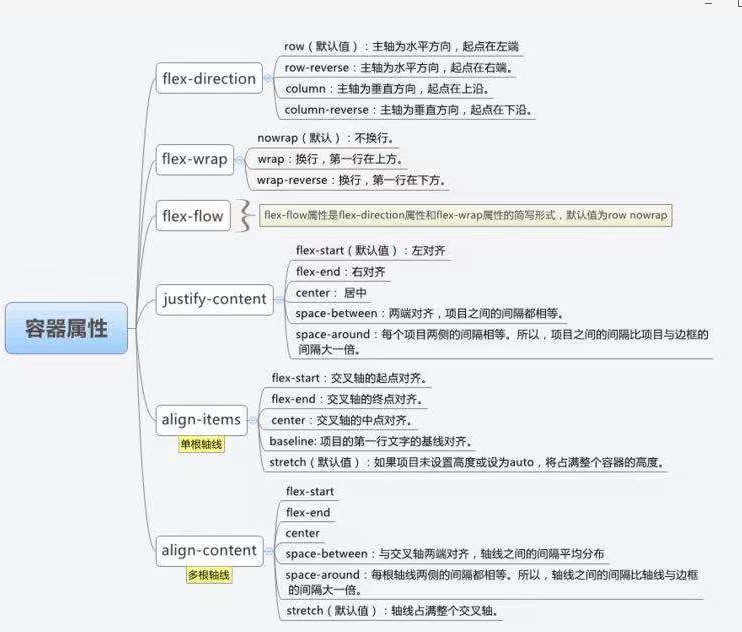 容器属性
flex-direction
row（默认值）：主轴为水平方向，起点在左端
row-reverse：主轴为水平方向，起点在右端。
column：主轴为垂直方向，起点在上沿。
column-reverse：主轴为垂直方向，起点在下沿。
flex-wrap
nowrap（默认）：不换行。
wrap：换行，第一行在上方。
wrap-reverse：换行，第一行在下方。
flex-flow
flex-flow属性是flex-direction属性和flex-wrap属性的简写形式，默认值为row nowrap
justify-content
flex-start（默认值）：左对齐
flex-end：右对齐
center： 居中
space-between：两端对齐，项目之间的间隔都相等。
space-around：每个项目两侧的间隔相等。所以，项目之间的间隔比项目与边框的
间隔大一倍。
align-items
单根轴线
flex-start：交叉轴的起点对齐。
flex-end：交叉轴的终点对齐。
center：交叉轴的中点对齐。
baseline: 项目的第一行文字的基线对齐。
stretch（默认值）：如果项目未设置高度或设为auto，将占满整个容器的高度。
align-content
多根轴线
flex-start
flex-end
center
space-between：与交叉轴两端对齐，轴线之间的间隔平均分布
space-around：每根轴线两侧的间隔都相等。所以，轴线之间的间隔比轴线与边框
的间隔大一倍。
stretch（默认值）：轴线占满整个交叉轴。